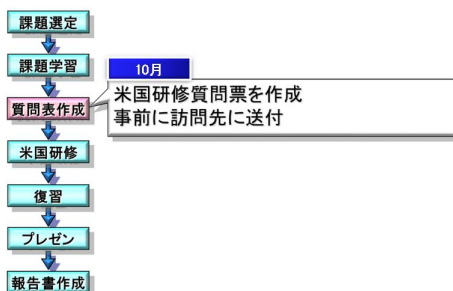 課題選定
課題学習
10月
米国研修質問票を作成
事前に訪問先に送付
質問表作成
米国研修
復習
プレゼン
報告書作成